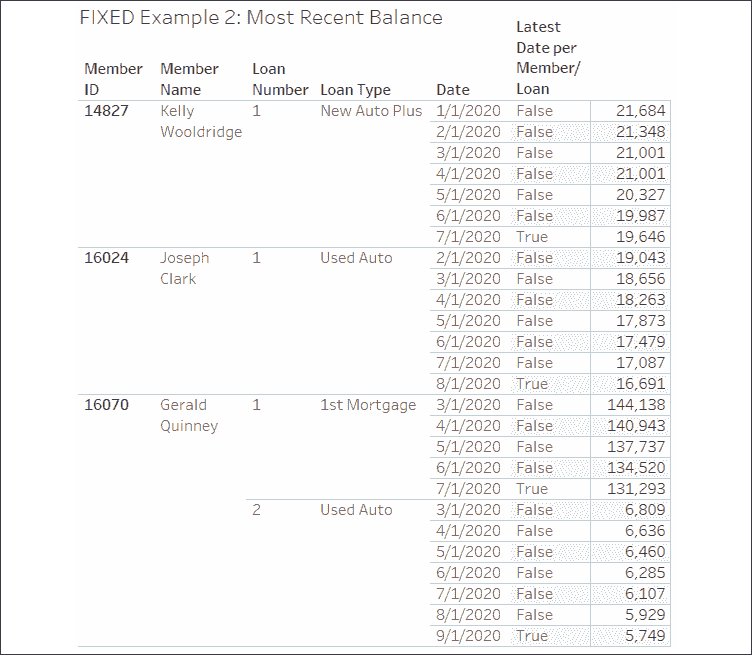 FIXED Example 2: Most Recent Balance
Member ID Member Name Loan Number Loan Type Date Latest Date per Member/ Loan
14827 Kelly Wooldridge 1 New Auto Plus 1/1/2020 False 21,684
2/1/2020 False 21,348
3/1/2020 False 21,001
4/1/2020 False 21,001
5/1/2020 False 20,327
6/1/2020 False 19,987
7/1/2020 True 19,646
16024 Joseph Clark 1 Used Auto 2/1/2020 False 19,043
3/1/2020 False 18,656
4/1/2020 False 18,263
5/1/2020 False 17,873
6/1/2020 False 17,479
7/1/2020 False 17,087
8/1/2020 True 16,691
16070 Gerald Quinney 1 1st Mortgage 3/1/2020 False 144,138
4/1/2020 False 140,943
5/1/2020 False 137,737
6/1/2020 False 134,520
7/1/2020 True 131,293
2 Used Auto 3/1/2020 False 6,809
4/1/2020 False 6,636
5/1/2020 False 6,460
6/1/2020 False 6,285
7/1/2020 False 6,107
8/1/2020 False 5,929
9/1/2020 True 5,749